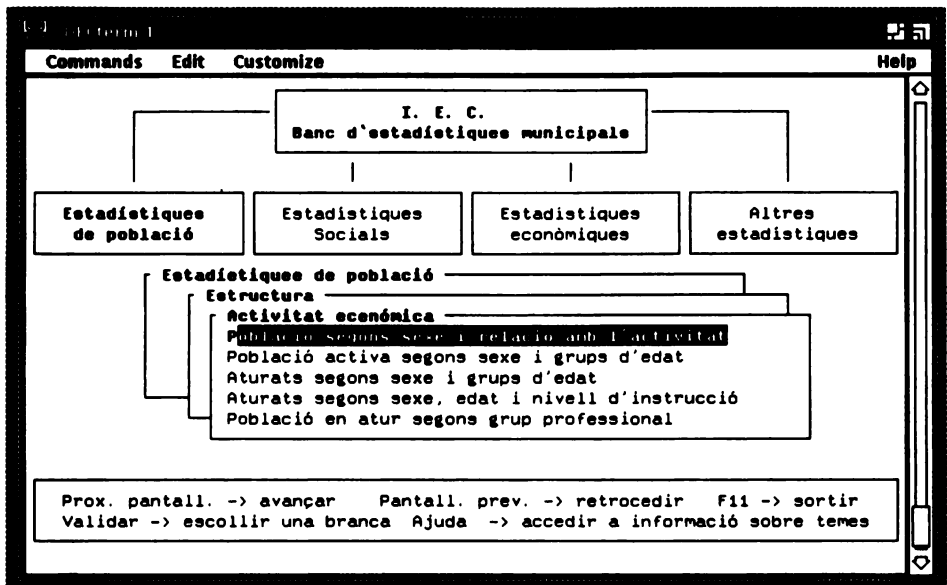 DECterm 1
Commands Edit Customize Help
I. E. C.
Banc d'estadístiques municipals
Estadístiques
de població
Estadístiques
Socials
Estadístiques
econòmiques
Altres
estadístiques
Estadístiques de població
Estructura
Activitat econòmica
Població segons sexe i relació amb l'activitat
Població activa segons sexe i grups d'edat
Aturats segons sexe i grups d'edat
Aturats segons sexe, edat i nivell d'instrucció
Població en atur segons grup professional
Prox. pantall. -> avançar Pantall. prev. -> retrocedir F11 -> sortir
Validar -> escollir una branca Ajuda -> accedir a informació sobre temes